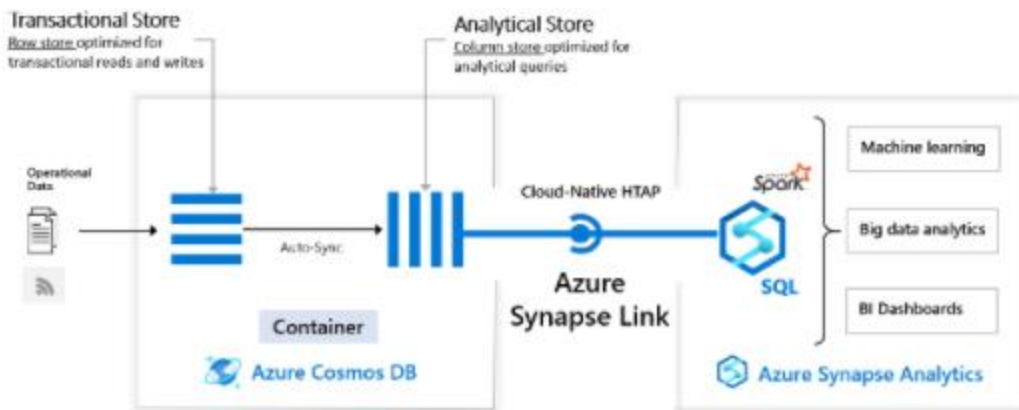 Transactional Store
Row store optimized for
transactional reads and writes
Analytical Store
Column store optimized for
analytical queries
Operational
Data
Auto-Sync
Container
Azure Cosmos DB
Cloud-Native HTAP
Azure
Synapse Link
Spark
SQL
Machine learning
Big data analytics
BI Dashboards
Azure Synapse Analytics